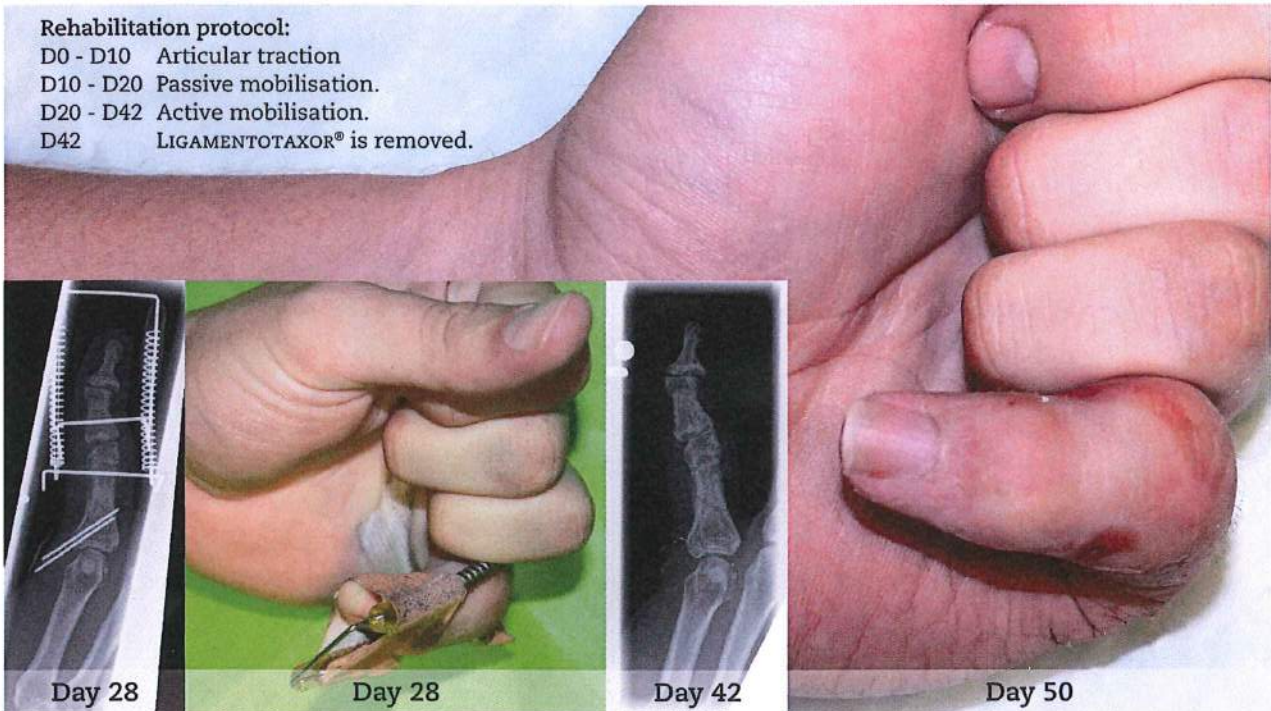 Rehabilitation protocol:
D0 - D10 Articular traction
D10 - D20 Passive mobilisation.
D20 - D42 Active mobilisation.
D42 LIGAMENTOTAXOR® is removed.
Day 28
Day 28
Day 42
Day 50